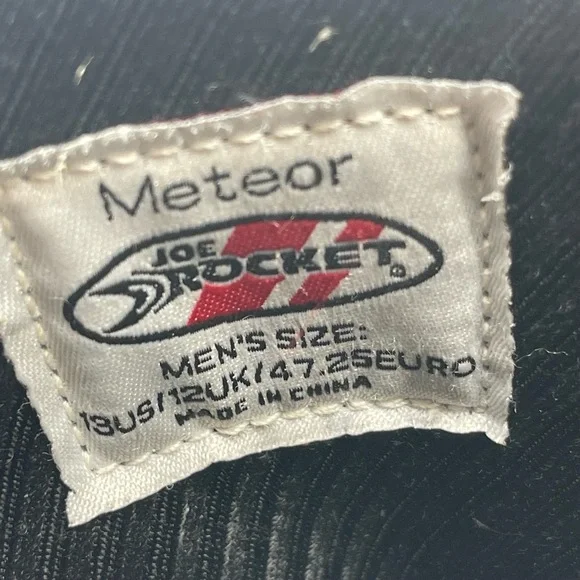 Meteor
JOE
ROCKET®
MEN'S SIZE:
13US/12UK/47.25EURO
MADE IN CHINA